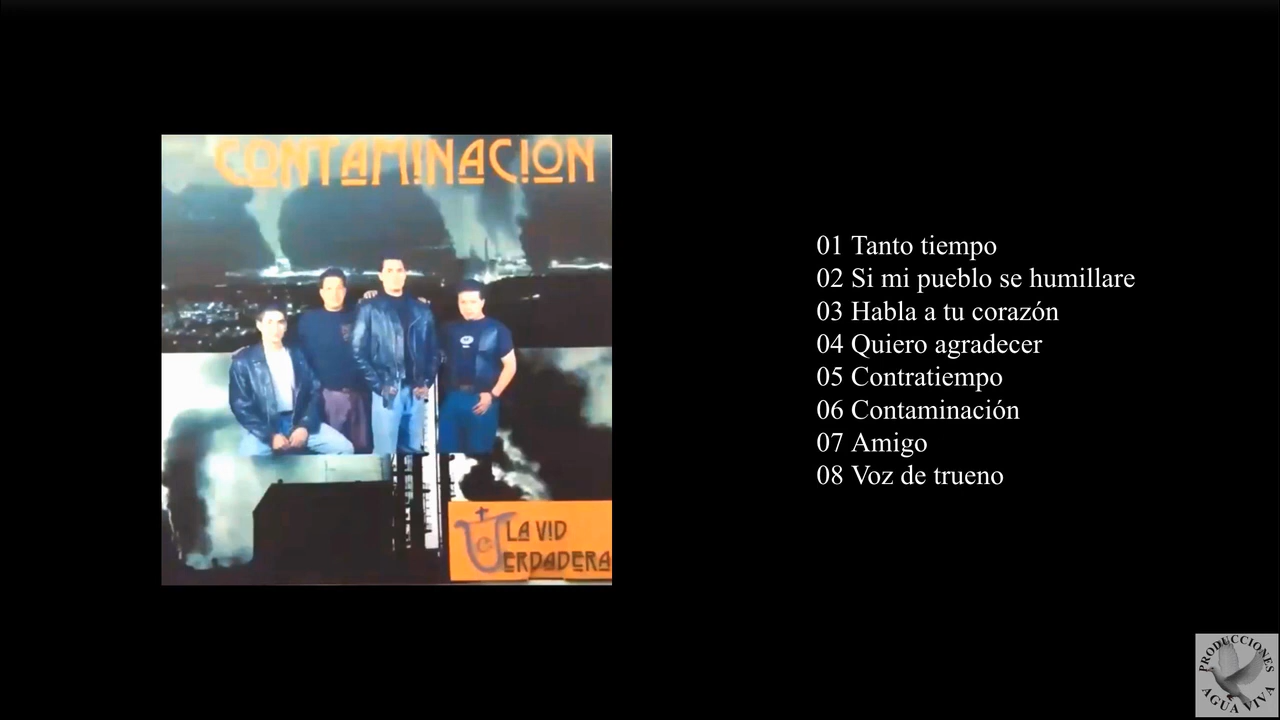 CONTAMINACIÓN
LA VID
VERDADERA
01 Tanto tiempo
02 Si mi pueblo se humillare
03 Habla a tu corazón
04 Quiero agradecer
05 Contratiempo
06 Contaminación
07 Amigo
08 Voz de trueno
PRODUCCIONES
AGUA VIVA